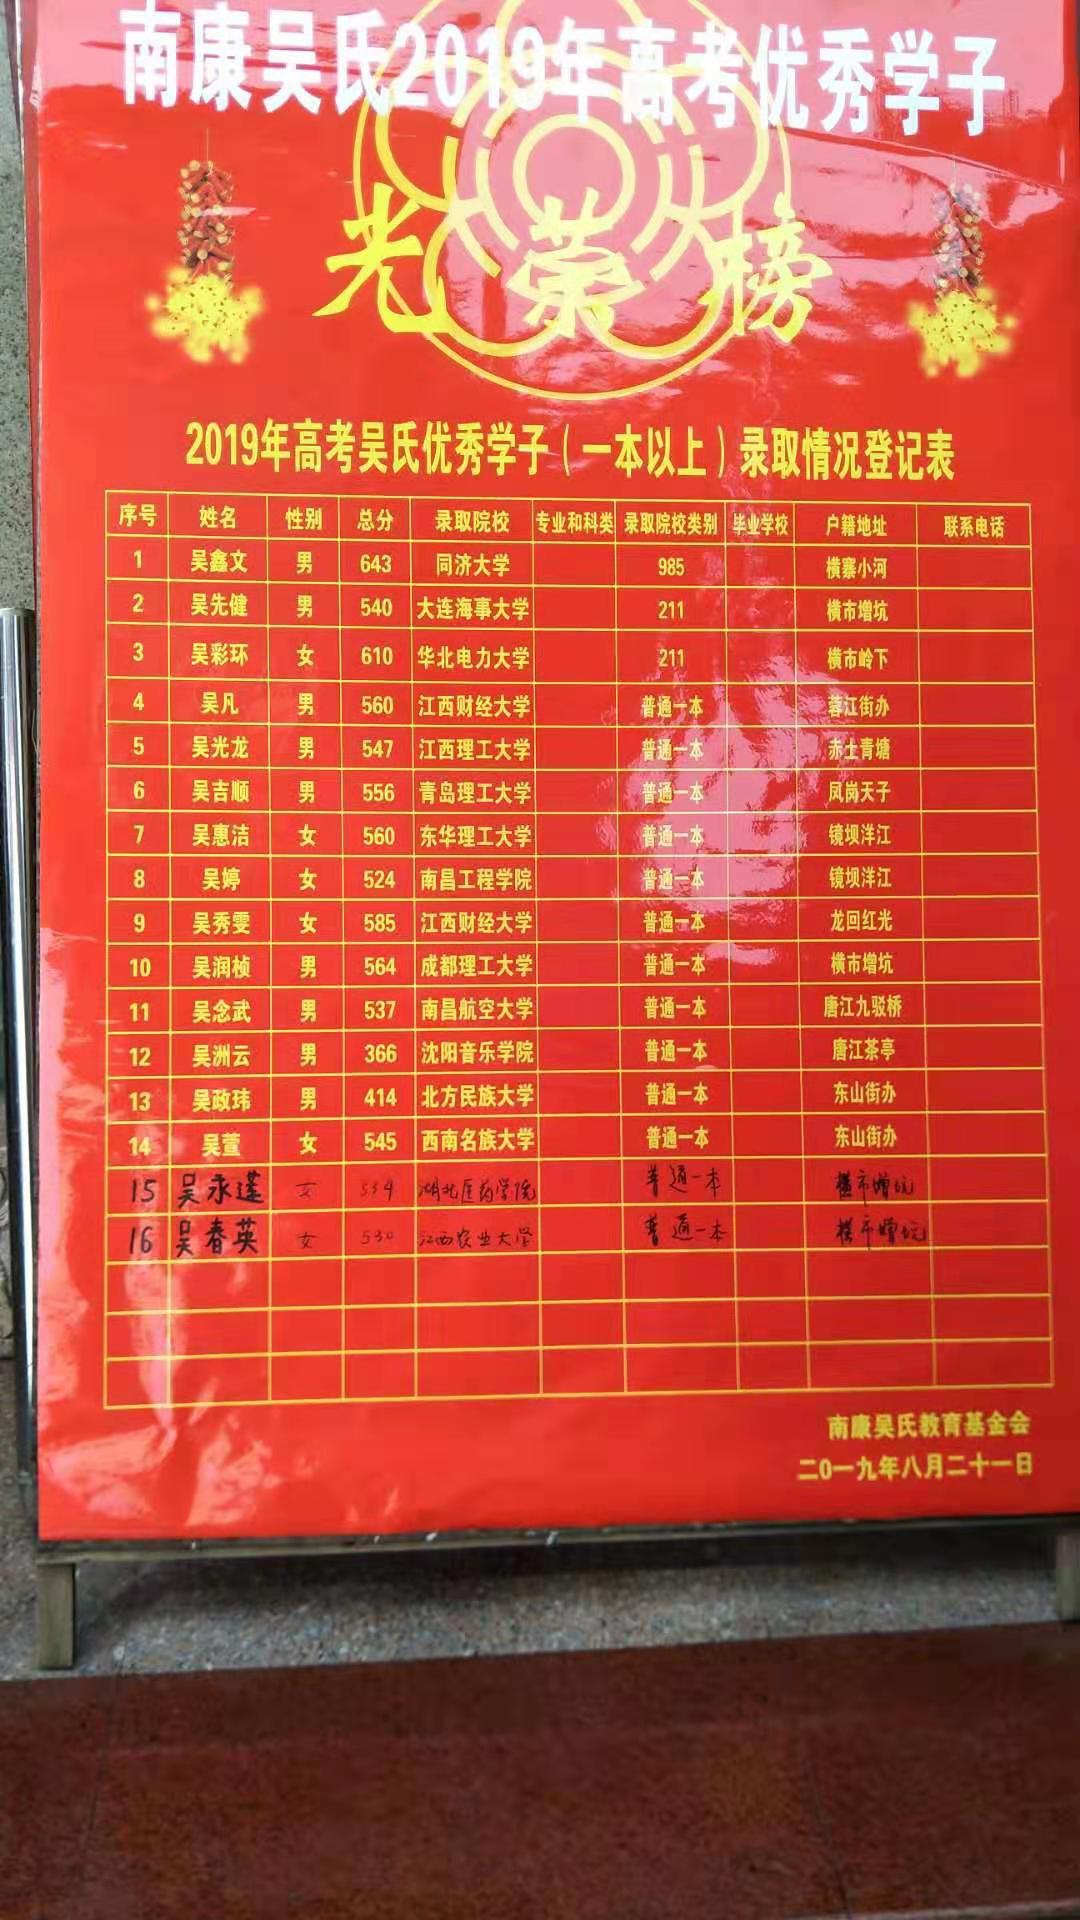 南康吴氏2019年高考优秀学子
光荣榜
2019年高考吴氏优秀学子（一本以上）录取情况登记表
序号 姓名 性别 总分 录取院校 专业和科类 录取院校类别 毕业学校 户籍地址 联系电话
1 吴鑫文 男 643 同济大学 985 横寨小河
2 吴先健 男 540 大连海事大学 211 横市增坑
3 吴彩环 女 610 华北电力大学 211 横市岭下
4 吴凡 男 560 江西财经大学 普通一本 蓉江街办
5 吴光龙 男 547 江西理工大学 普通一本 赤土青塘
6 吴吉顺 男 556 青岛理工大学 普通一本 凤岗天子
7 吴惠洁 女 560 东华理工大学 普通一本 镜坝洋江
8 吴婷 女 524 南昌工程学院 普通一本 镜坝洋江
9 吴秀雯 女 585 江西财经大学 普通一本 龙回红光
10 吴润桢 男 564 成都理工大学 普通一本 横市增坑
11 吴念武 男 537 南昌航空大学 普通一本 唐江九驳桥
12 吴洲云 男 366 沈阳音乐学院 普通一本 唐江茶亭
13 吴政玮 男 414 北方民族大学 普通一本 东山街办
14 吴萱 女 545 西南名族大学 普通一本 东山街办
15 吴永莲 女 534 湖北医药学院 普通一本 横市增坑
16 吴春英 女 530 江西农业大学 普通一本 横市增坑
南康吴氏教育基金会
二0一九年八月二十一日